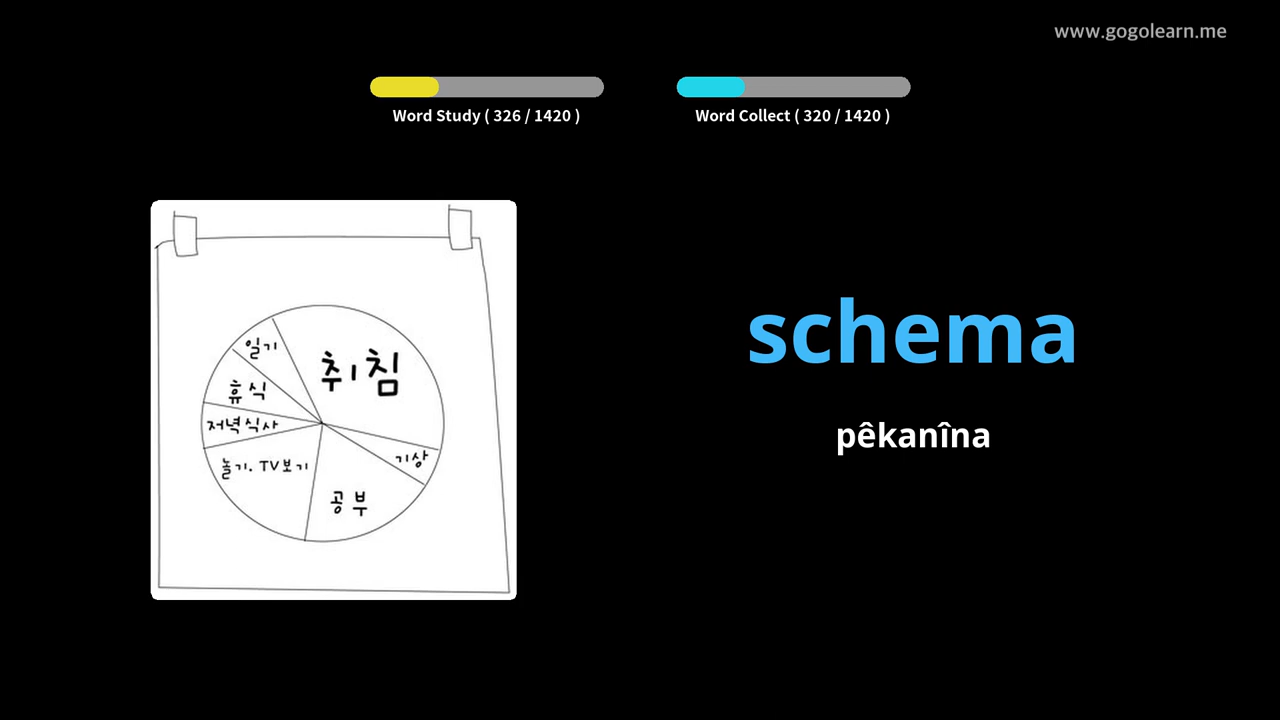 www.gogolearn.me
Word Study ( 326 / 1420 )
Word Collect ( 320 / 1420 )
일기
취침
휴식
저녁식사
놀기. TV보기
기상
공부
schema
pêkanîna